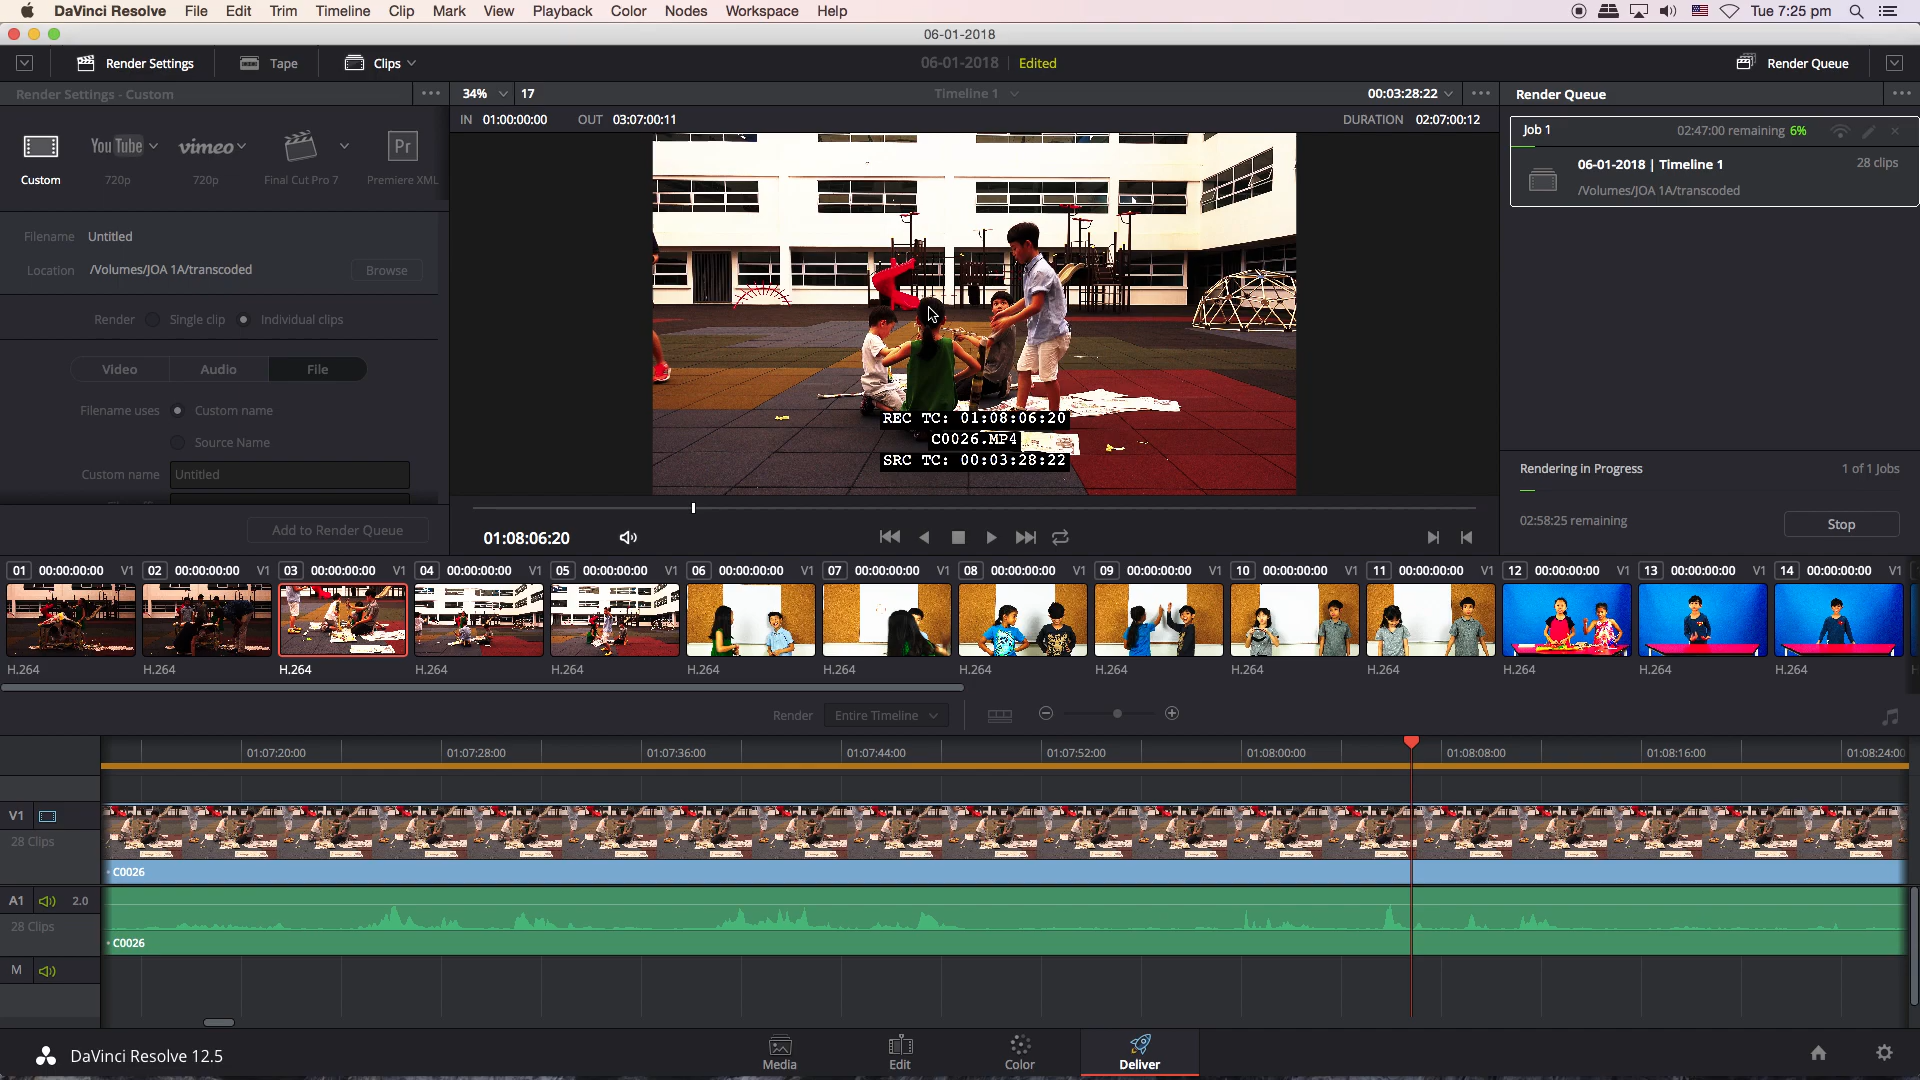 DaVinci Resolve File Edit Trim Timeline Clip Mark View Playback Color Nodes Workspace Help Tue 7:25 pm
06-01-2018
Render Settings Tape Clips 06-01-2018 Edited Render Queue
Render Settings - Custom 34% 17 Timeline 1 00:03:28:22 Render Queue
IN 01:00:00:00 OUT 03:07:00:11 DURATION 02:07:00:12
Job 1 02:47:00 remaining 6%
06-01-2018 | Timeline 1 28 clips
/Volumes/JOA 1A/transcoded
YouTube vimeo Pr
Custom 720p 720p Final Cut Pro 7 Premiere XML
Filename Untitled
Location /Volumes/JOA 1A/transcoded Browse
Render Single clip Individual clips
Video Audio File
Filename uses Custom name
Source Name
Custom name Untitled
Add to Render Queue
REC TC: 01:08:06:20
C0026.MP4
SRC TC: 00:03:28:22
Rendering in Progress 1 of 1 Jobs
02:58:25 remaining Stop
01:08:06:20
01 00:00:00:00 V1 02 00:00:00:00 V1 03 00:00:00:00 V1 04 00:00:00:00 V1 05 00:00:00:00 V1 06 00:00:00:00 V1 07 00:00:00:00 V1 08 00:00:00:00 V1 09 00:00:00:00 V1 10 00:00:00:00 V1 11 00:00:00:00 V1 12 00:00:00:00 V1 13 00:00:00:00 V1 14 00:00:00:00 V1
H.264 H.264 H.264 H.264 H.264 H.264 H.264 H.264 H.264 H.264 H.264 H.264 H.264 H.264
Render Entire Timeline
01:07:20:00 01:07:28:00 01:07:36:00 01:07:44:00 01:07:52:00 01:08:00:00 01:08:08:00 01:08:16:00 01:08:24:00
V1
28 Clips
C0026
A1 2.0
28 Clips
C0026
M
DaVinci Resolve 12.5
Media Edit Color Deliver